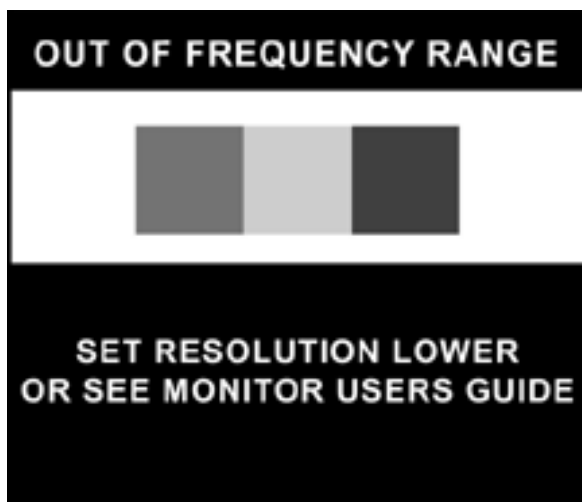 OUT OF FREQUENCY RANGE
SET RESOLUTION LOWER
OR SEE MONITOR USERS GUIDE